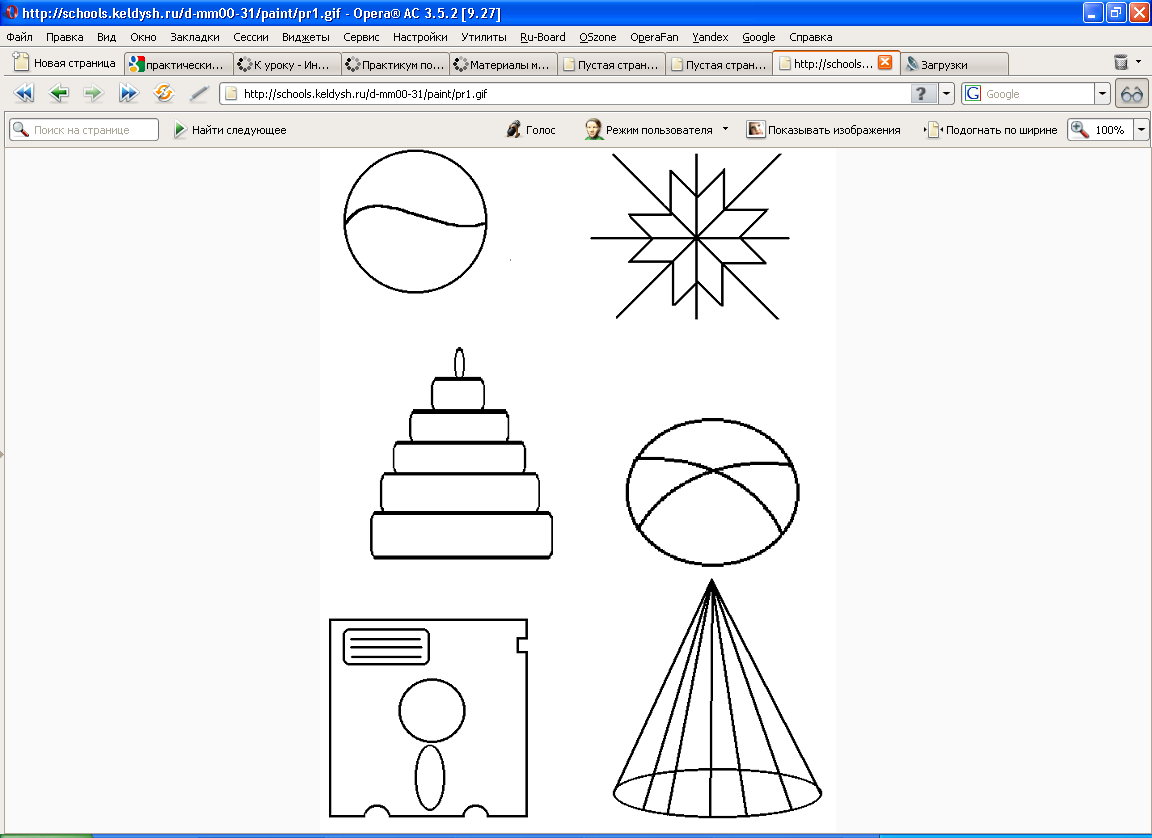 http://schools.keldysh.ru/d-mm00-31/paint/pr1.gif - Opera® AC 3.5.2 [9.27]
Файл Правка Вид Окно Закладки Сессии Виджеты Сервис Настройки Утилиты Ru-Board OSzone OperaFan Yandex Google Справка
Новая страница практически... К уроку - Ин... Практикум по... Материалы м... Пустая стран... Пустая стран... http://schools... Загрузки
http://schools.keldysh.ru/d-mm00-31/paint/pr1.gif ? G Google
Поиск на странице Найти следующее Голос Режим пользователя Показывать изображения Подогнать по ширине 100%